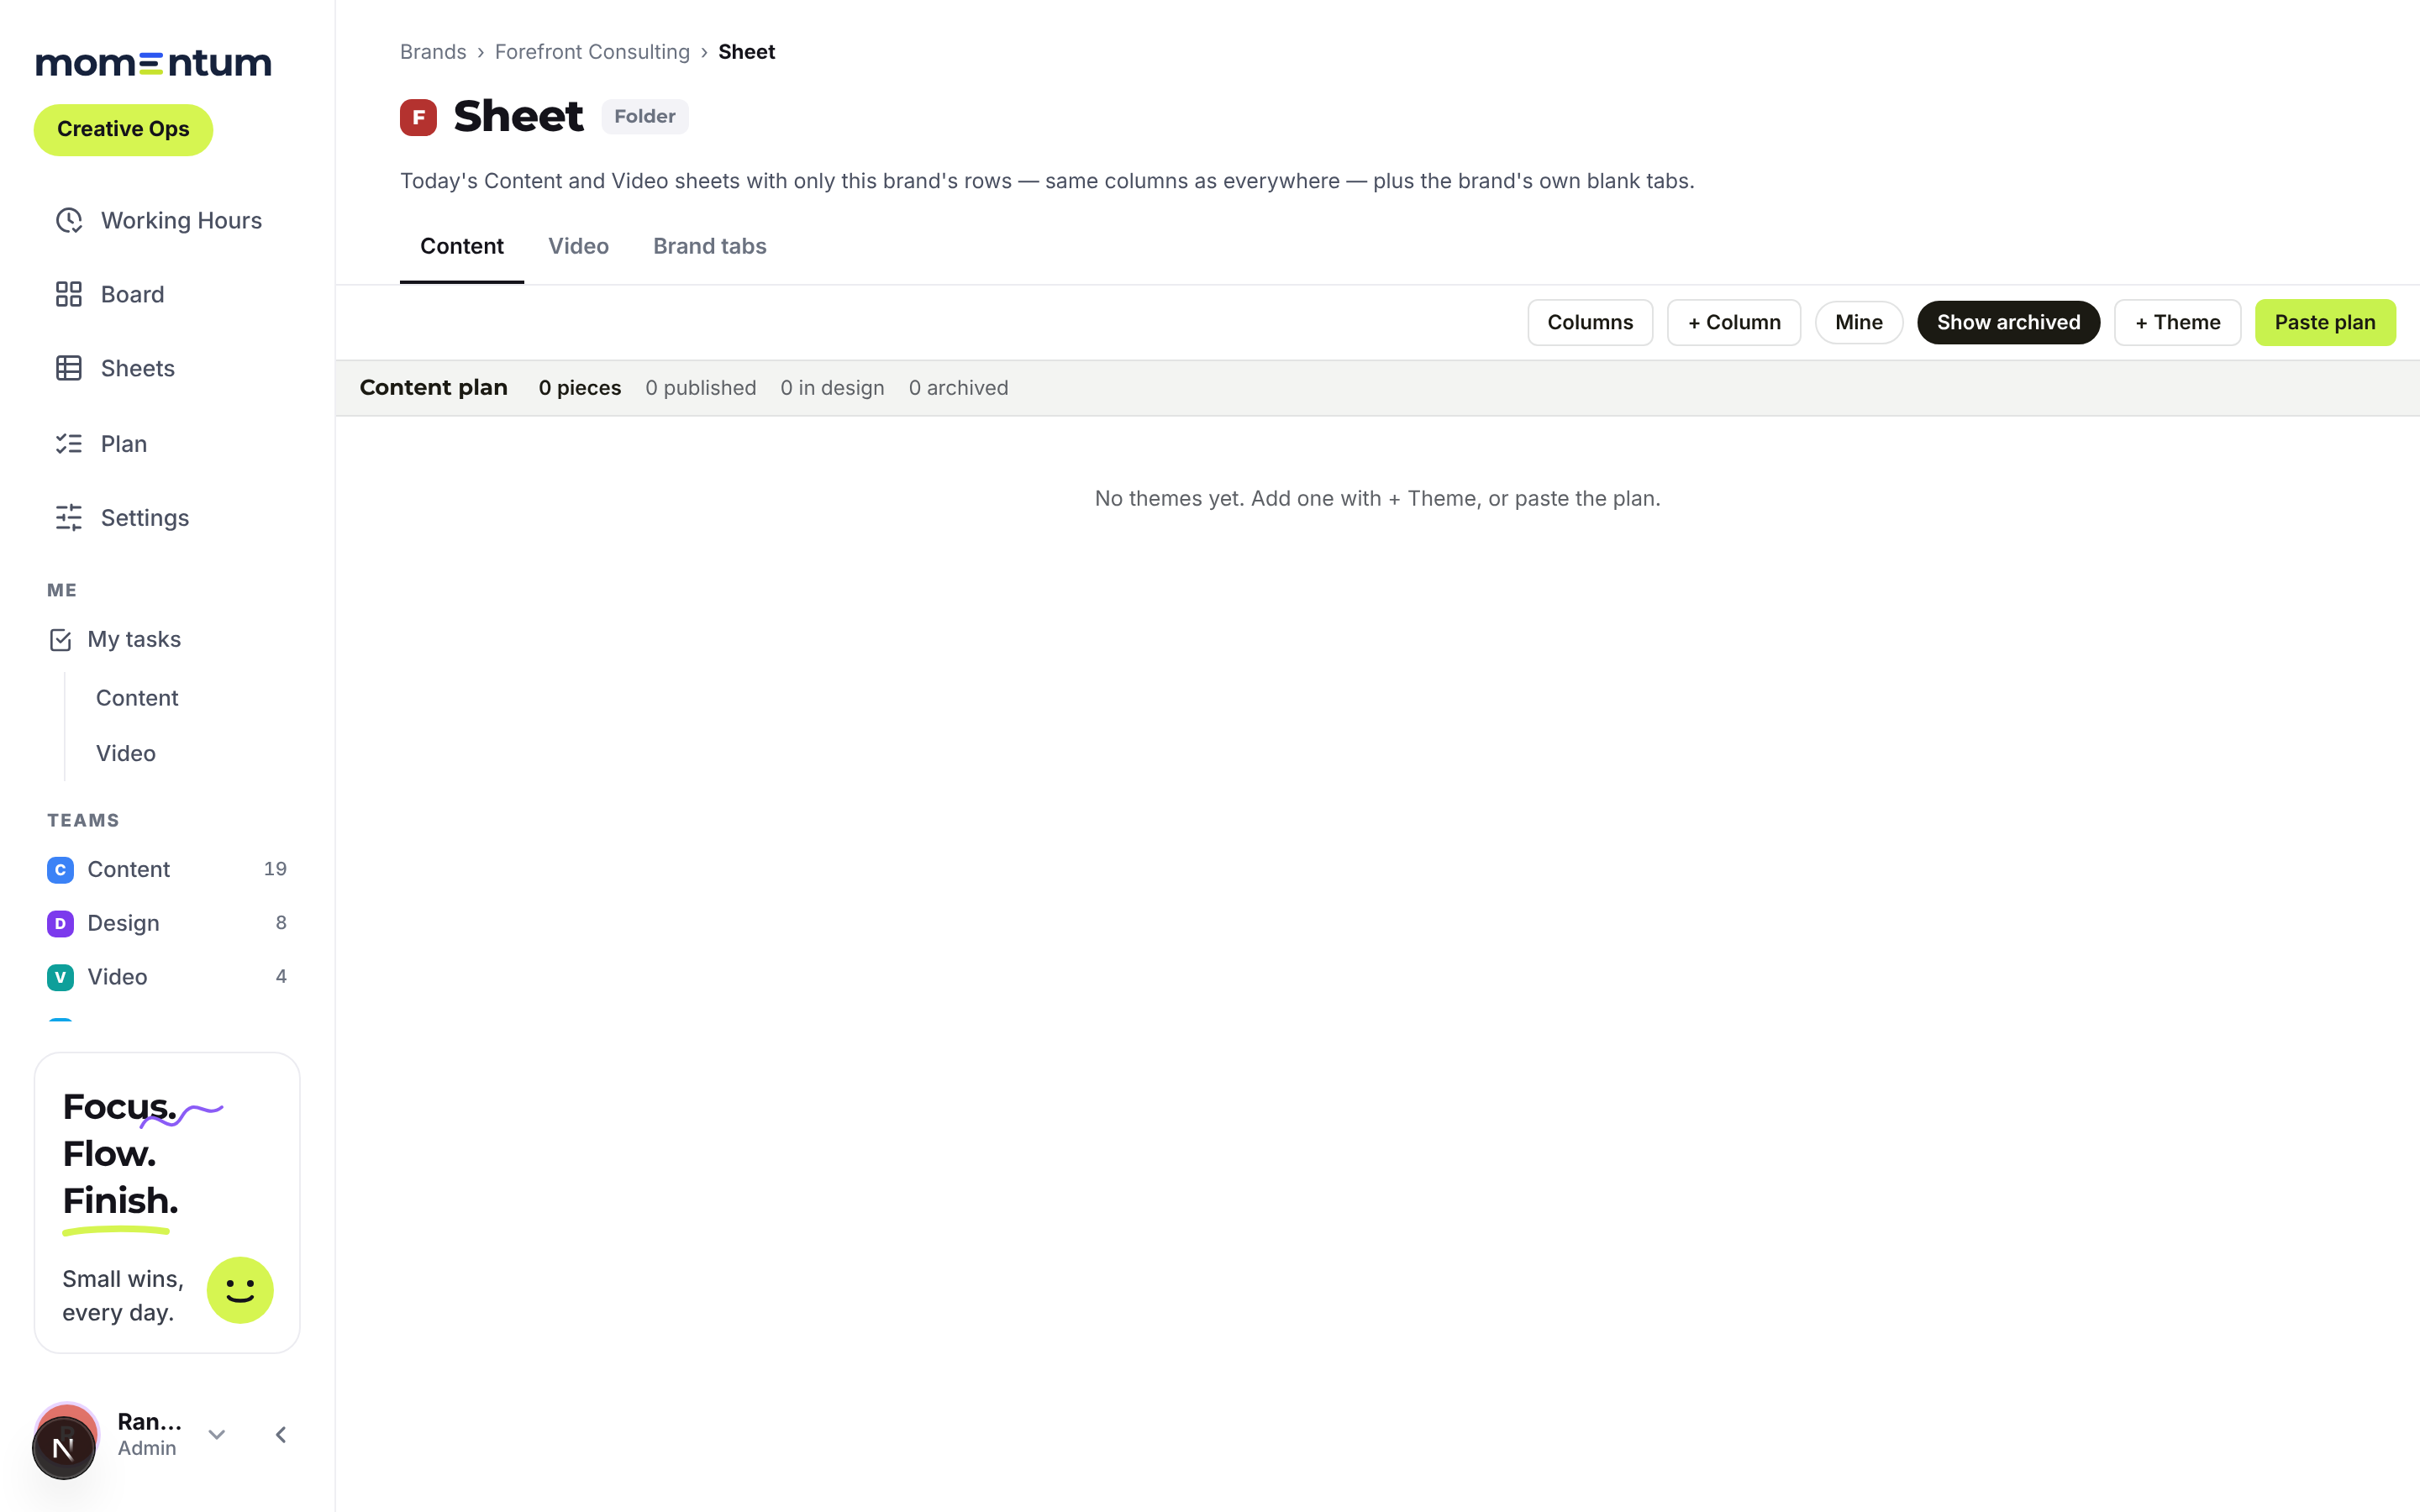 momentum
Creative Ops
Working Hours
Board
Sheets
Plan
Settings
ME
My tasks
Content
Video
TEAMS
C Content 19
D Design 8
V Video 4
Focus.
Flow.
Finish.
Small wins,
every day.
N
Ran...
Admin
Brands › Forefront Consulting › Sheet
F Sheet Folder
Today's Content and Video sheets with only this brand's rows — same columns as everywhere — plus the brand's own blank tabs.
Content Video Brand tabs
Columns + Column Mine Show archived + Theme Paste plan
Content plan 0 pieces 0 published 0 in design 0 archived
No themes yet. Add one with + Theme, or paste the plan.